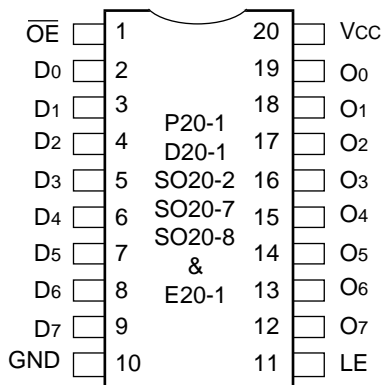 O̅E̅ 1 20 VCC
D0 2 19 O0
D1 3 18 O1
D2 4 17 O2
D3 5 16 O3
D4 6 15 O4
D5 7 14 O5
D6 8 13 O6
D7 9 12 O7
GND 10 11 LE
P20-1
D20-1
SO20-2
SO20-7
SO20-8
&
E20-1